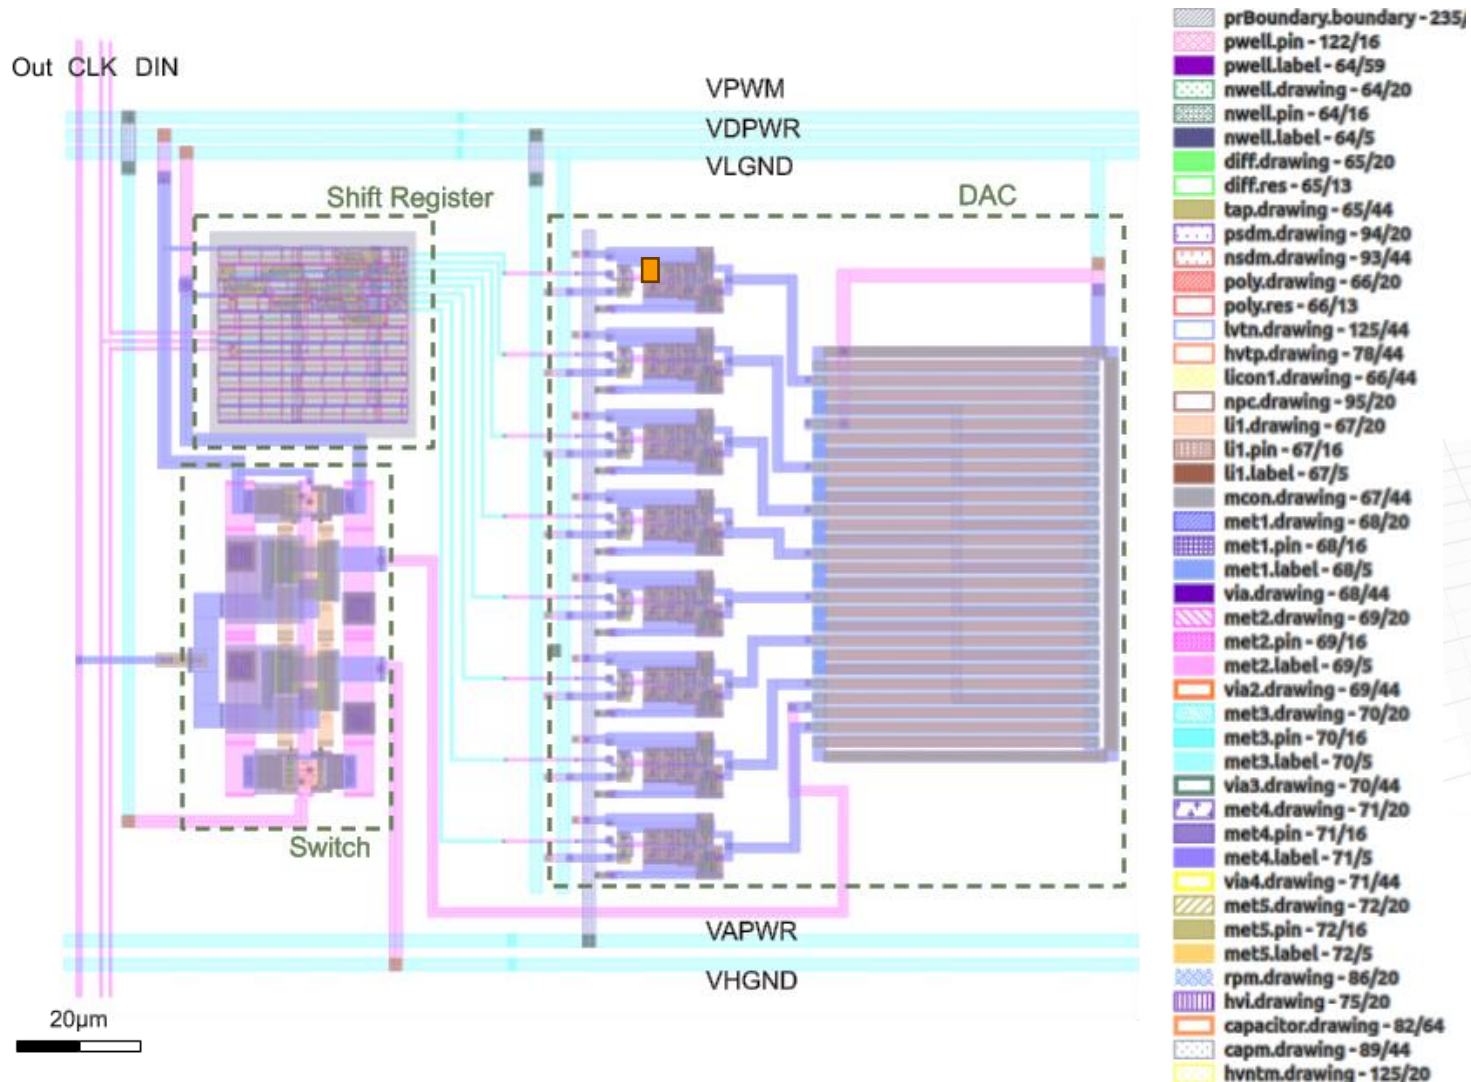 Out CLK DIN
VPWM
VDPWR
VLGND
Shift Register
DAC
Switch
VAPWR
VHGND
20µm
prBoundary.boundary - 235/
pwell.pin - 122/16
pwell.label - 64/59
nwell.drawing - 64/20
nwell.pin - 64/16
nwell.label - 64/5
diff.drawing - 65/20
diff.res - 65/13
tap.drawing - 65/44
psdm.drawing - 94/20
nsdm.drawing - 93/44
poly.drawing - 66/20
poly.res - 66/13
lvtn.drawing - 125/44
hvtp.drawing - 78/44
licon1.drawing - 66/44
npc.drawing - 95/20
li1.drawing - 67/20
li1.pin - 67/16
li1.label - 67/5
mcon.drawing - 67/44
met1.drawing - 68/20
met1.pin - 68/16
met1.label - 68/5
via.drawing - 68/44
met2.drawing - 69/20
met2.pin - 69/16
met2.label - 69/5
via2.drawing - 69/44
met3.drawing - 70/20
met3.pin - 70/16
met3.label - 70/5
via3.drawing - 70/44
met4.drawing - 71/20
met4.pin - 71/16
met4.label - 71/5
via4.drawing - 71/44
met5.drawing - 72/20
met5.pin - 72/16
met5.label - 72/5
rpm.drawing - 86/20
hvi.drawing - 75/20
capacitor.drawing - 82/64
capm.drawing - 89/44
hvntm.drawing - 125/20